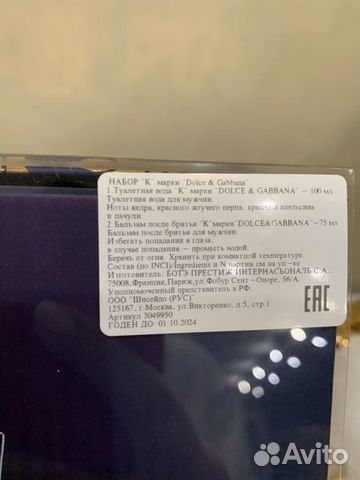 НАБОР "К" марки "Dolce & Gabbana"
1.Туалетная вода "К" марки "DOLCE & GABBANA" – 100 мл
Туалетная вода для мужчин.
Ноты кедра, красного жгучего перца, красного апельсина
и пачули.
2.Бальзам после бритья "К"марки"DOLCE&GABBANA" –75 мл
Бальзам после бритья для мужчин.
Избегать попадания в глаза,
в случае попадания – промыть водой.
Беречь от огня. Хранить при комнатной температуре.
Состав (по INCI)/Ingrediens и N партии см на уп-ке
Изготовитель: БОТЭ ПРЕСТИЖ ИНТЕРНАСЬОНАЛЬ С.А.,
75008,Франция,Париж,ул.Фобур Сент-Оноре, 56/А.
Уполномоченный представитель в РФ:
ООО "Шисейдо (РУС)"
125167, г.Москва, ул.Викторенко, д.5, стр.1
Артикул 3049950
ГОДЕН ДО: 01.10.2024
EAC
Avito